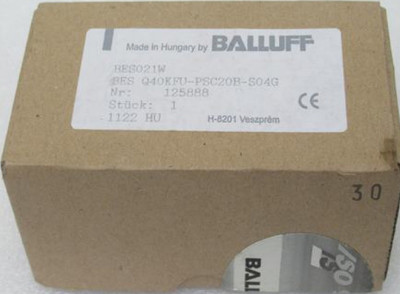 Made in Hungary by BALLUFF
BES021W
BES Q40KFU-PSC20B-S04G
Nr: 125888
Stück: 1
1122 HU
H-8201 Veszprém
CE
30
BALL